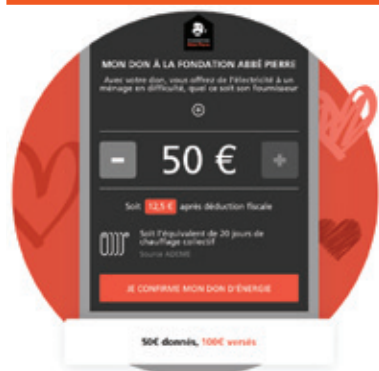 MON DON À LA FONDATION ABBÉ PIERRE
Avec votre don, vous offrez de l'électricité à un
ménage en difficulté, quel ce soit son fournisseur
+
- 50 € +
Soit 12,5 € après déduction fiscale
Soit l'équivalent de 20 jours de
chauffage collectif
Source ADEME
JE CONFIRME MON DON D'ÉNERGIE
50€ donnés, 100€ versés